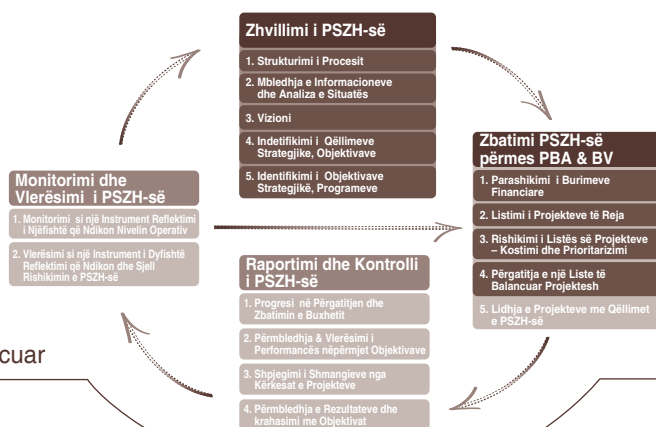 Zhvillimi i PSZH-së
1. Strukturimi i Procesit
2. Mbledhja e Informacioneve
dhe Analiza e Situatës
3. Vizioni
4. Indetifikimi i Qëllimeve
Strategjike, Objektivave
5. Identifikimi i Objektivave
Strategjikë, Programeve
Zbatimi PSZH-së
përmes PBA & BV
1. Parashikimi i Burimeve
Financiare
2. Listimi i Projekteve të Reja
3. Rishikimi i Listës së Projekteve
– Kostimi dhe Prioritarizimi
4. Përgatitja e një Liste të
Balancuar Projektesh
5. Lidhja e Projekteve me Qëllimet
e PSZH-së
Monitorimi dhe
Vlerësimi i PSZH-së
1. Monitorimi si një Instrument Reflektimi
i Njëfishtë që Ndikon Nivelin Operativ
2. Vlerësimi si një Instrument i Dyfishtë
Reflektimi që Ndikon dhe Sjell
Rishikimin e PSZH-së
Raportimi dhe Kontrolli
i PSZH-së
1. Progresi në Përgatitjen dhe
Zbatimin e Buxhetit
2. Përmbledhja & Vlerësimi i
Performancës nëpërmjet Objektivave
3. Shpjegimi i Shmangieve nga
Kërkesat e Projekteve
4. Përmbledhja e Rezultateve dhe
krahasimi me Objektivat
cuar